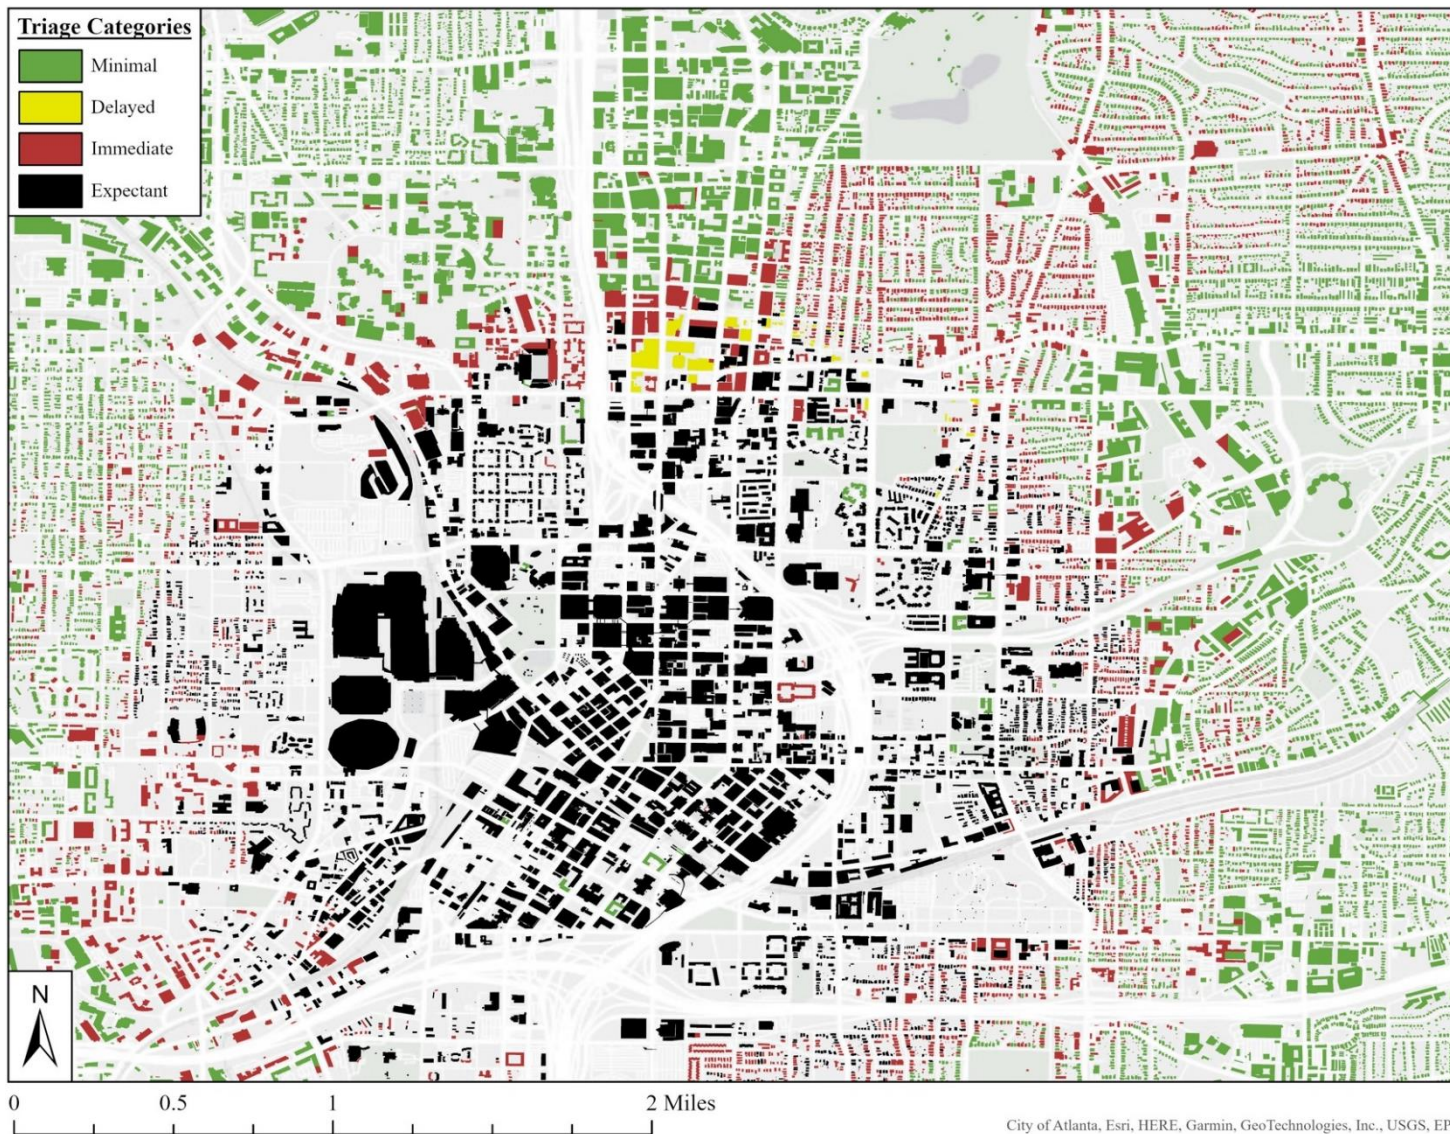 Triage Categories
Minimal
Delayed
Immediate
Expectant
N
0 0.5 1 2 Miles
City of Atlanta, Esri, HERE, Garmin, GeoTechnologies, Inc., USGS, EP